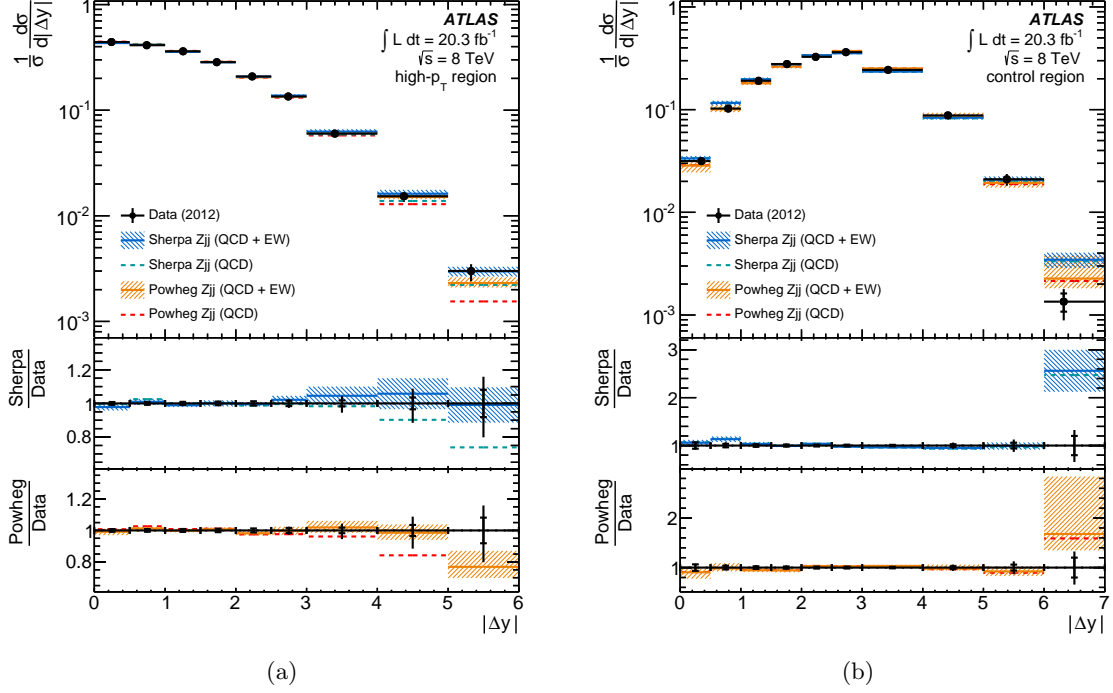 1/σ dσ/d|Δy|
ATLAS
∫ L dt = 20.3 fb⁻¹
√s = 8 TeV
high-p_T region
1
10⁻¹
10⁻²
10⁻³
Data (2012)
Sherpa Zjj (QCD + EW)
Sherpa Zjj (QCD)
Powheg Zjj (QCD + EW)
Powheg Zjj (QCD)
Sherpa/Data
1.2
1
0.8
Powheg/Data
1.2
1
0.8
0 1 2 3 4 5 6
|Δy|
(a)
1/σ dσ/d|Δy|
ATLAS
∫ L dt = 20.3 fb⁻¹
√s = 8 TeV
control region
1
10⁻¹
10⁻²
10⁻³
Data (2012)
Sherpa Zjj (QCD + EW)
Sherpa Zjj (QCD)
Powheg Zjj (QCD + EW)
Powheg Zjj (QCD)
Sherpa/Data
3
2
1
Powheg/Data
2
1
0 1 2 3 4 5 6 7
|Δy|
(b)